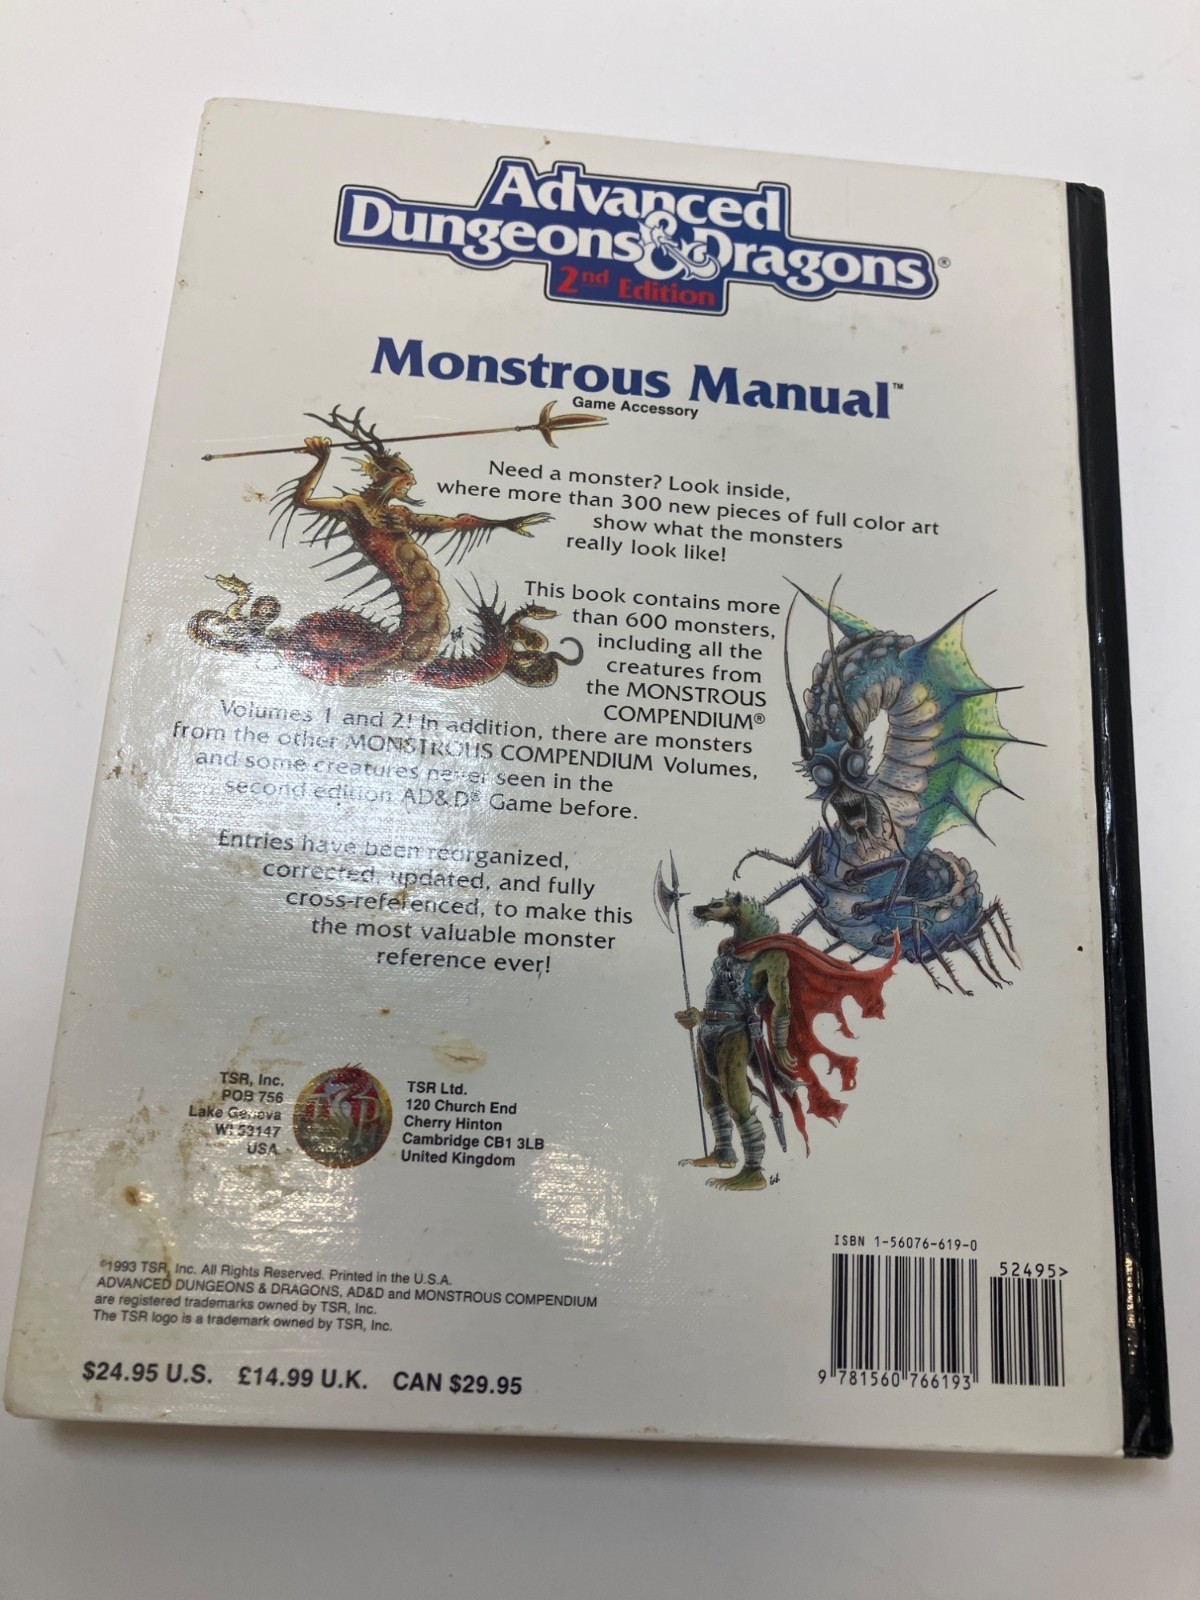 Advanced
Dungeons & Dragons®
2nd Edition
Monstrous Manual™
Game Accessory
Need a monster? Look inside,
where more than 300 new pieces of full color art
show what the monsters
really look like!
This book contains more
than 600 monsters,
including all the
creatures from
the MONSTROUS
COMPENDIUM®
Volumes 1 and 2! In addition, there are monsters
from the other MONSTROUS COMPENDIUM Volumes,
and some creatures never seen in the
second edition AD&D® Game before.
Entries have been reorganized,
corrected, updated, and fully
cross-referenced, to make this
the most valuable monster
reference ever!
TSR, Inc.
POB 756
Lake Geneva
WI 53147
USA
TSR
TSR Ltd.
120 Church End
Cherry Hinton
Cambridge CB1 3LB
United Kingdom
©1993 TSR, Inc. All Rights Reserved. Printed in the U.S.A.
ADVANCED DUNGEONS & DRAGONS, AD&D and MONSTROUS COMPENDIUM
are registered trademarks owned by TSR, Inc.
The TSR logo is a trademark owned by TSR, Inc.
$24.95 U.S. £14.99 U.K. CAN $29.95
ISBN 1-56076-619-0
52495>
9 781560 766193